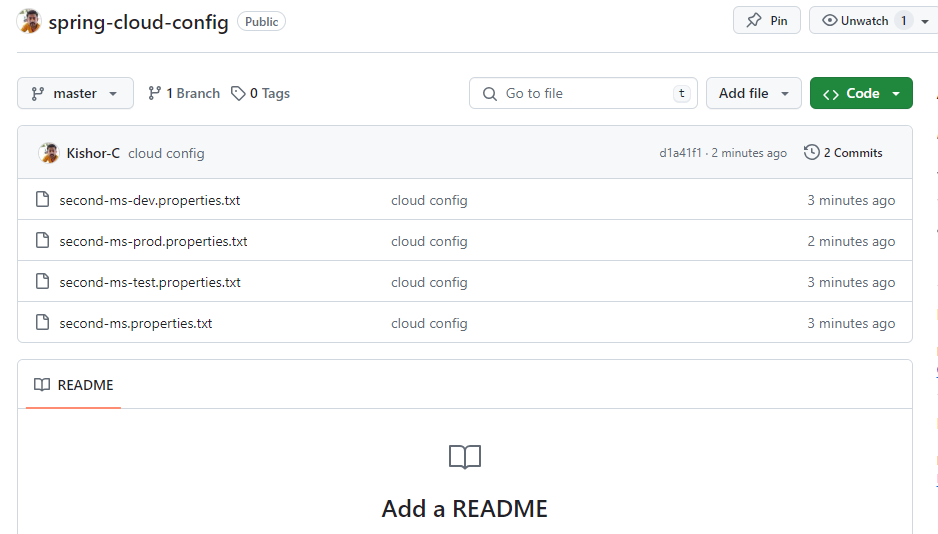 spring-cloud-config Public Pin Unwatch 1
master 1 Branch 0 Tags Go to file t Add file Code
Kishor-C cloud config d1a41f1 · 2 minutes ago 2 Commits
second-ms-dev.properties.txt cloud config 3 minutes ago
second-ms-prod.properties.txt cloud config 2 minutes ago
second-ms-test.properties.txt cloud config 3 minutes ago
second-ms.properties.txt cloud config 3 minutes ago
README
Add a README